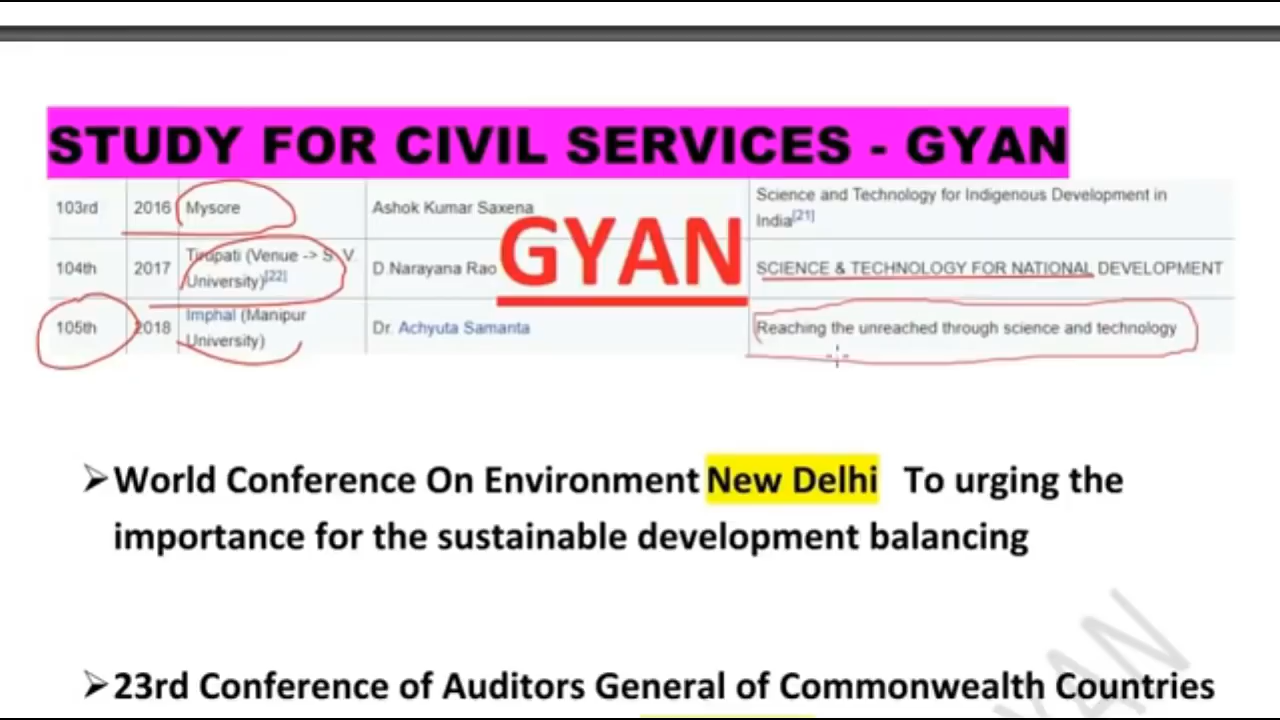 STUDY FOR CIVIL SERVICES - GYAN
103rd 2016 Mysore Ashok Kumar Saxena Science and Technology for Indigenous Development in
India[21]
104th 2017 Tirupati (Venue -> S. V.
University)[22] D.Narayana Rao SCIENCE & TECHNOLOGY FOR NATIONAL DEVELOPMENT
105th 2018 Imphal (Manipur
University) Dr. Achyuta Samanta Reaching the unreached through science and technology
GYAN
➢World Conference On Environment New Delhi To urging the
importance for the sustainable development balancing
➢23rd Conference of Auditors General of Commonwealth Countries
YAN